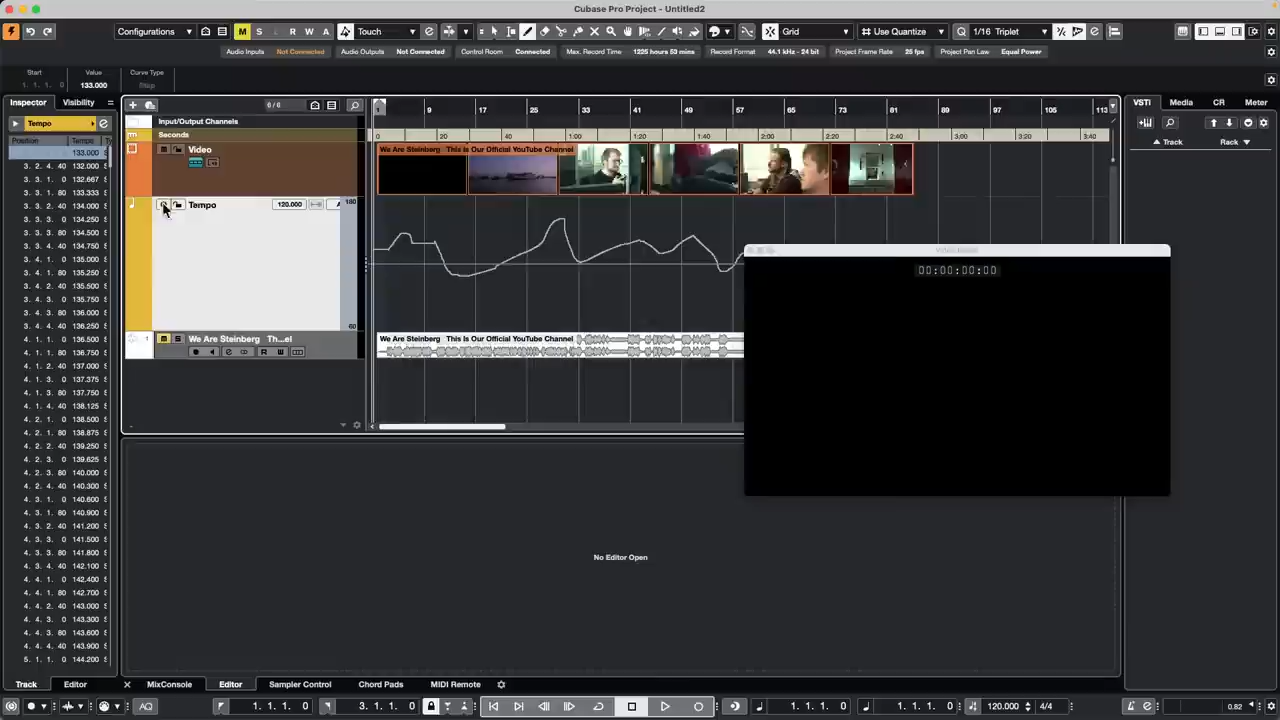 Cubase Pro Project - Untitled2
Configurations M S L R W A Touch Grid Use Quantize Q 1/16 Triplet
Audio Inputs Not Connected Audio Outputs Not Connected Control Room Connected Max. Record Time 1225 hours 53 mins Record Format 44.1 kHz - 24 bit Project Frame Rate 25 fps Project Pan Law Equal Power
Start Value Curve Type
1. 1. 1. 0 133.000 Step
Inspector Visibility 6/6 1 9 17 25 33 41 49 57 65 73 81 89 97 105 113 VSTi Media CR Meter
Tempo Input/Output Channels
Seconds 0 20 40 1:00 1:20 1:40 2:00 2:20 2:40 3:00 3:20 3:40
Position Tempo
Track Rack
Video We Are Steinberg This Is Our Official YouTube Channel
133.000
3. 2. 4. 40 132.000
3. 3. 1. 0 132.667
3. 3. 1. 80 133.333
3. 3. 2. 40 134.000
3. 3. 3. 0 134.250
3. 3. 3. 80 134.500
3. 3. 4. 40 134.750
3. 4. 1. 0 135.000
3. 4. 1. 80 135.250
3. 4. 2. 40 135.500
3. 4. 3. 0 135.750
3. 4. 3. 80 136.000
3. 4. 4. 40 136.250
4. 1. 1. 0 136.500
4. 1. 1. 80 136.750
4. 1. 2. 40 137.000
4. 1. 3. 0 137.375
4. 1. 3. 80 137.750
4. 1. 4. 40 138.125
4. 2. 1. 0 138.500
4. 2. 1. 80 138.875
4. 2. 2. 40 139.250
4. 2. 3. 0 139.625
4. 2. 3. 80 140.000
4. 2. 4. 40 140.300
4. 3. 1. 0 140.600
4. 3. 1. 80 140.900
4. 3. 2. 40 141.200
4. 3. 3. 0 141.500
4. 3. 3. 80 141.800
4. 3. 4. 40 142.100
4. 4. 1. 0 142.400
4. 4. 1. 80 142.700
4. 4. 2. 40 143.000
4. 4. 3. 0 143.300
4. 4. 3. 80 143.600
4. 4. 4. 40 143.900
5. 1. 1. 0 144.200
Tempo 120.000 180
60
00:00:00:00
1 M S We Are Steinberg Th...el We Are Steinberg This Is Our Official YouTube Channel
R W
No Editor Open
Track Editor MixConsole Editor Sampler Control Chord Pads MIDI Remote
AQ 1. 1. 1. 0 3. 1. 1. 0 1. 1. 1. 0 1. 1. 1. 0 120.000 4/4 0.82